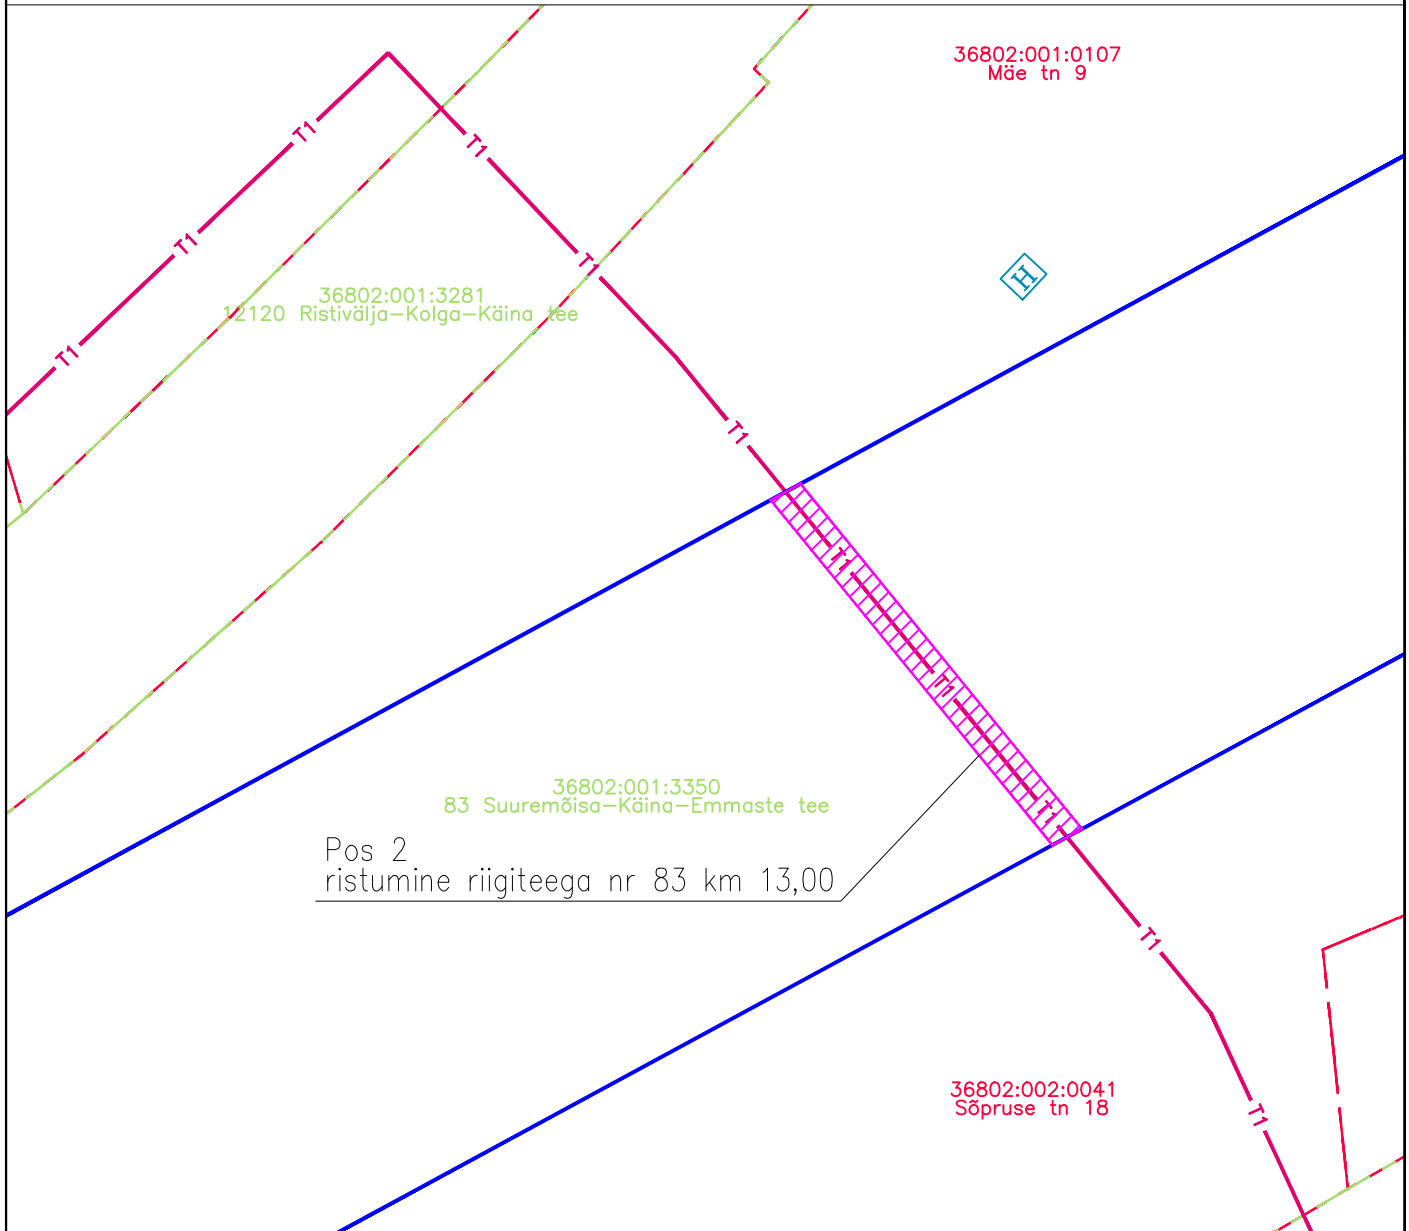 36802:001:0107
Mäe tn 9
T1
T1
T1
T1
T1
H
36802:001:3281
12120 Ristivälja-Kolga-Käina tee
T1
T1
T1
36802:001:3350
83 Suuremõisa-Käina-Emmaste tee
T1
Pos 2
ristumine riigiteega nr 83 km 13,00
T1
36802:002:0041
Sõpruse tn 18
T1